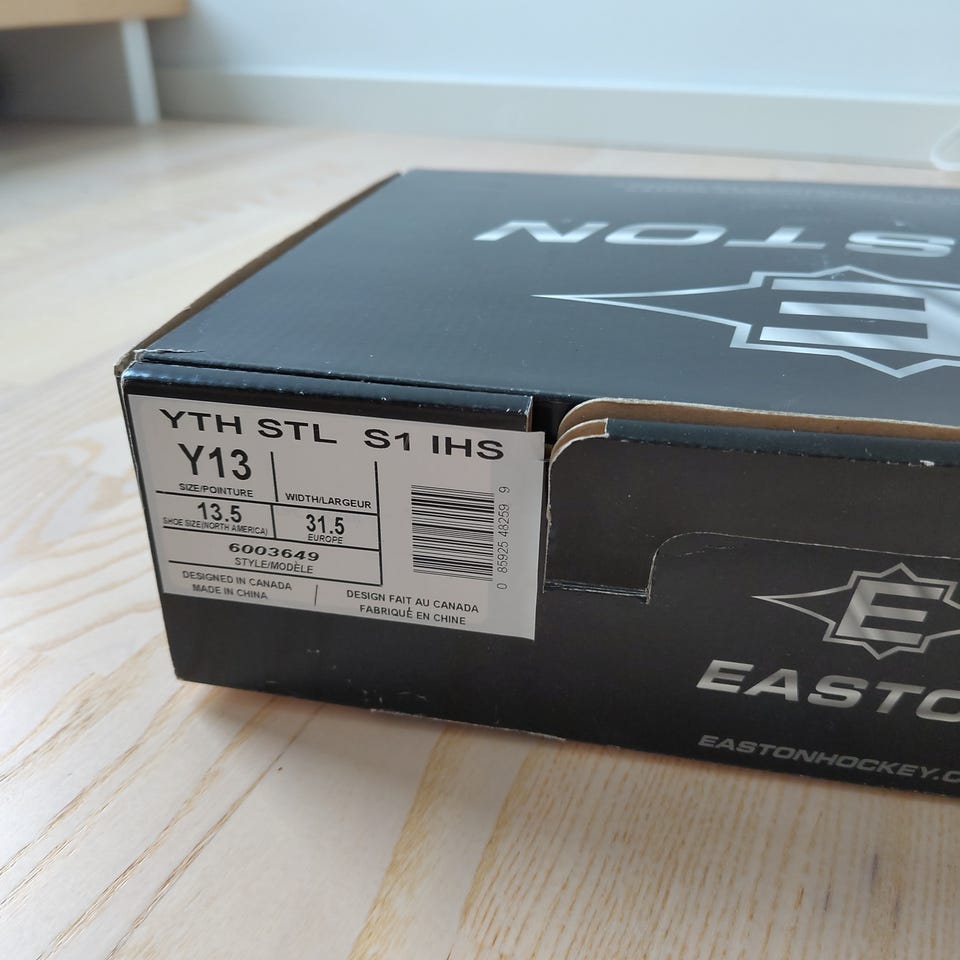 STON
E
YTH STL S1 IHS
Y13
SIZE/POINTURE
WIDTH/LARGEUR
13.5
SHOE SIZE(NORTH AMERICA)
31.5
EUROPE
6003649
STYLE/MODÈLE
DESIGNED IN CANADA
MADE IN CHINA
DESIGN FAIT AU CANADA
FABRIQUÉ EN CHINE
0 85925 48259 9
E
EASTO
EASTONHOCKEY.C